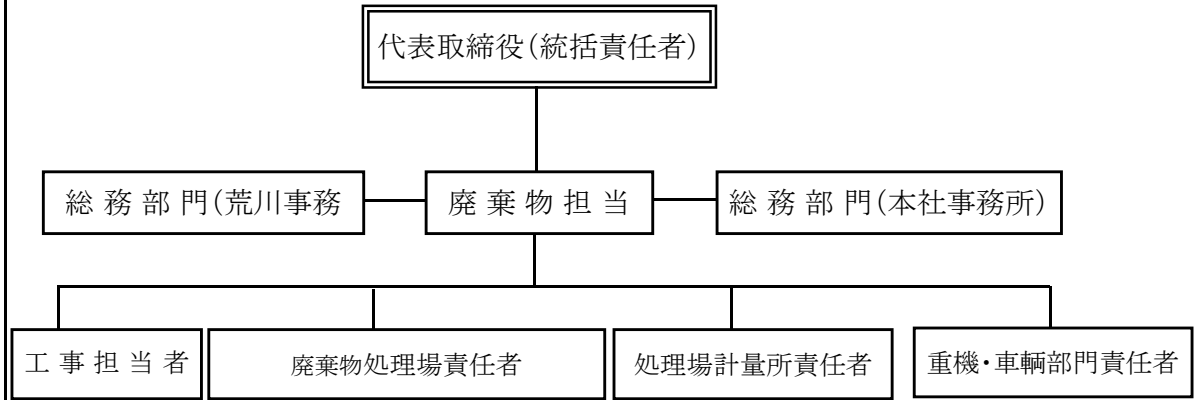 代表取締役(統括責任者)
総務部門(荒川事務
廃棄物担当
総務部門(本社事務所)
工事担当者
廃棄物処理場責任者
処理場計量所責任者
重機・車輌部門責任者